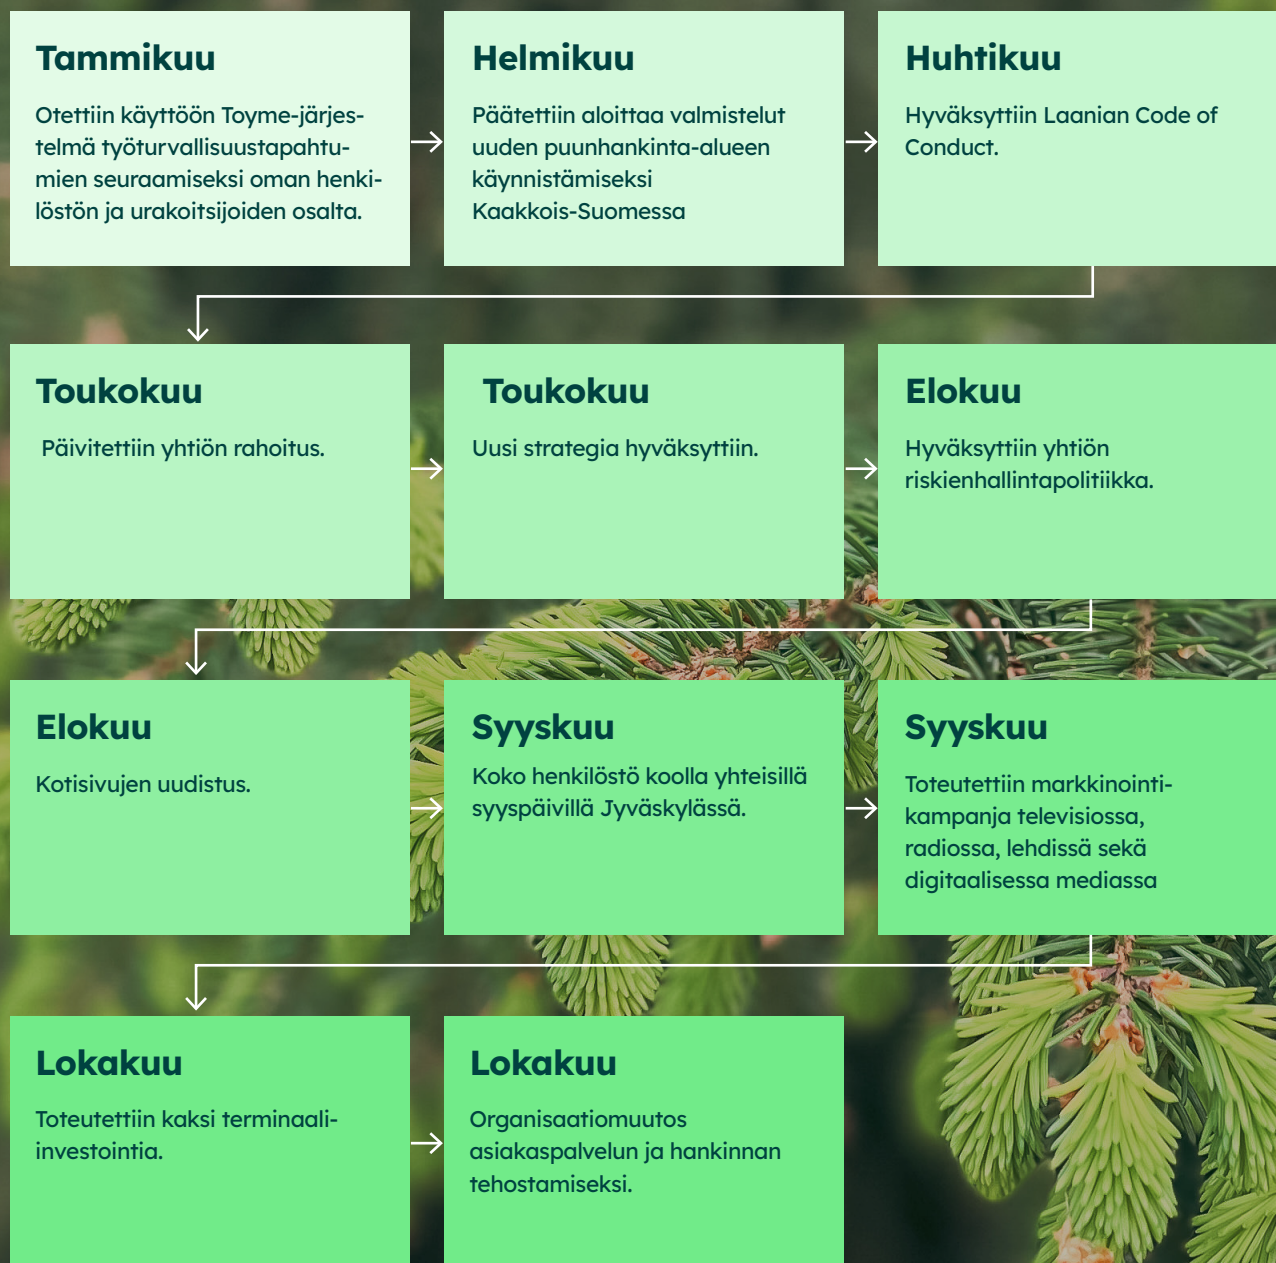 Tammikuu
Otettiin käyttöön Toyme-järjes-
telmä työturvallisuustapahtu-
mien seuraamiseksi oman henki-
löstön ja urakoitsijoiden osalta.
Helmikuu
Päätettiin aloittaa valmistelut
uuden puunhankinta-alueen
käynnistämiseksi
Kaakkois-Suomessa
Huhtikuu
Hyväksyttiin Laanian Code of
Conduct.
Toukokuu
Päivitettiin yhtiön rahoitus.
Toukokuu
Uusi strategia hyväksyttiin.
Elokuu
Hyväksyttiin yhtiön
riskienhallintapolitiikka.
Elokuu
Kotisivujen uudistus.
Syyskuu
Koko henkilöstö koolla yhteisillä
syyspäivillä Jyväskylässä.
Syyskuu
Toteutettiin markkinointi-
kampanja televisiossa,
radiossa, lehdissä sekä
digitaalisessa mediassa
Lokakuu
Toteutettiin kaksi terminaali-
investointia.
Lokakuu
Organisaatiomuutos
asiakaspalvelun ja hankinnan
tehostamiseksi.